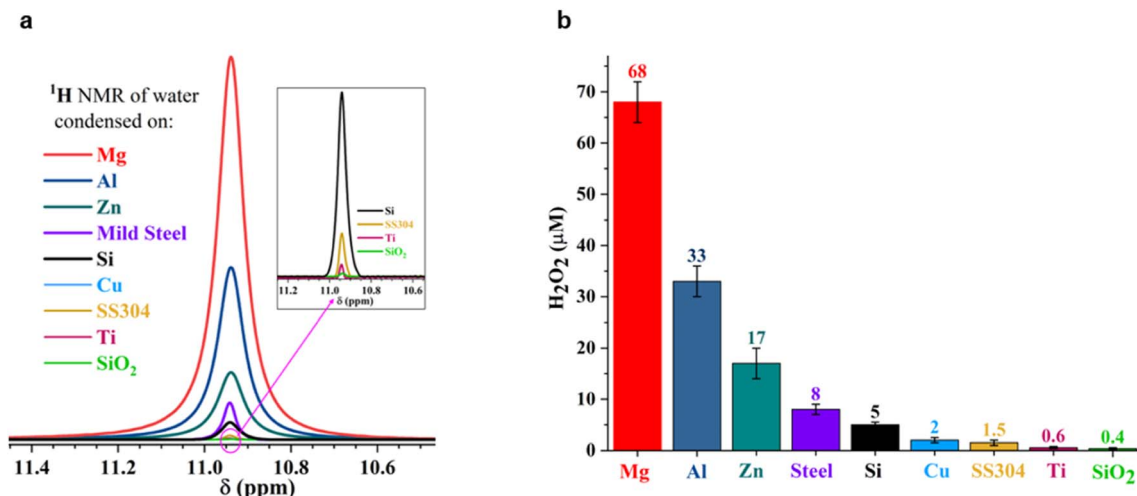 a
¹H NMR of water
condensed on:
Mg
Al
Zn
Mild Steel
Si
Cu
SS304
Ti
SiO₂
Si
SS304
Ti
SiO₂
11.2 11.0 10.8 10.6
δ (ppm)
11.4 11.2 11.0 10.8 10.6
δ (ppm)
b
H₂O₂ (μM)
70
60
50
40
30
20
10
0
68
33
17
8
5
2
1.5
0.6
0.4
Mg Al Zn Steel Si Cu SS304 Ti SiO₂